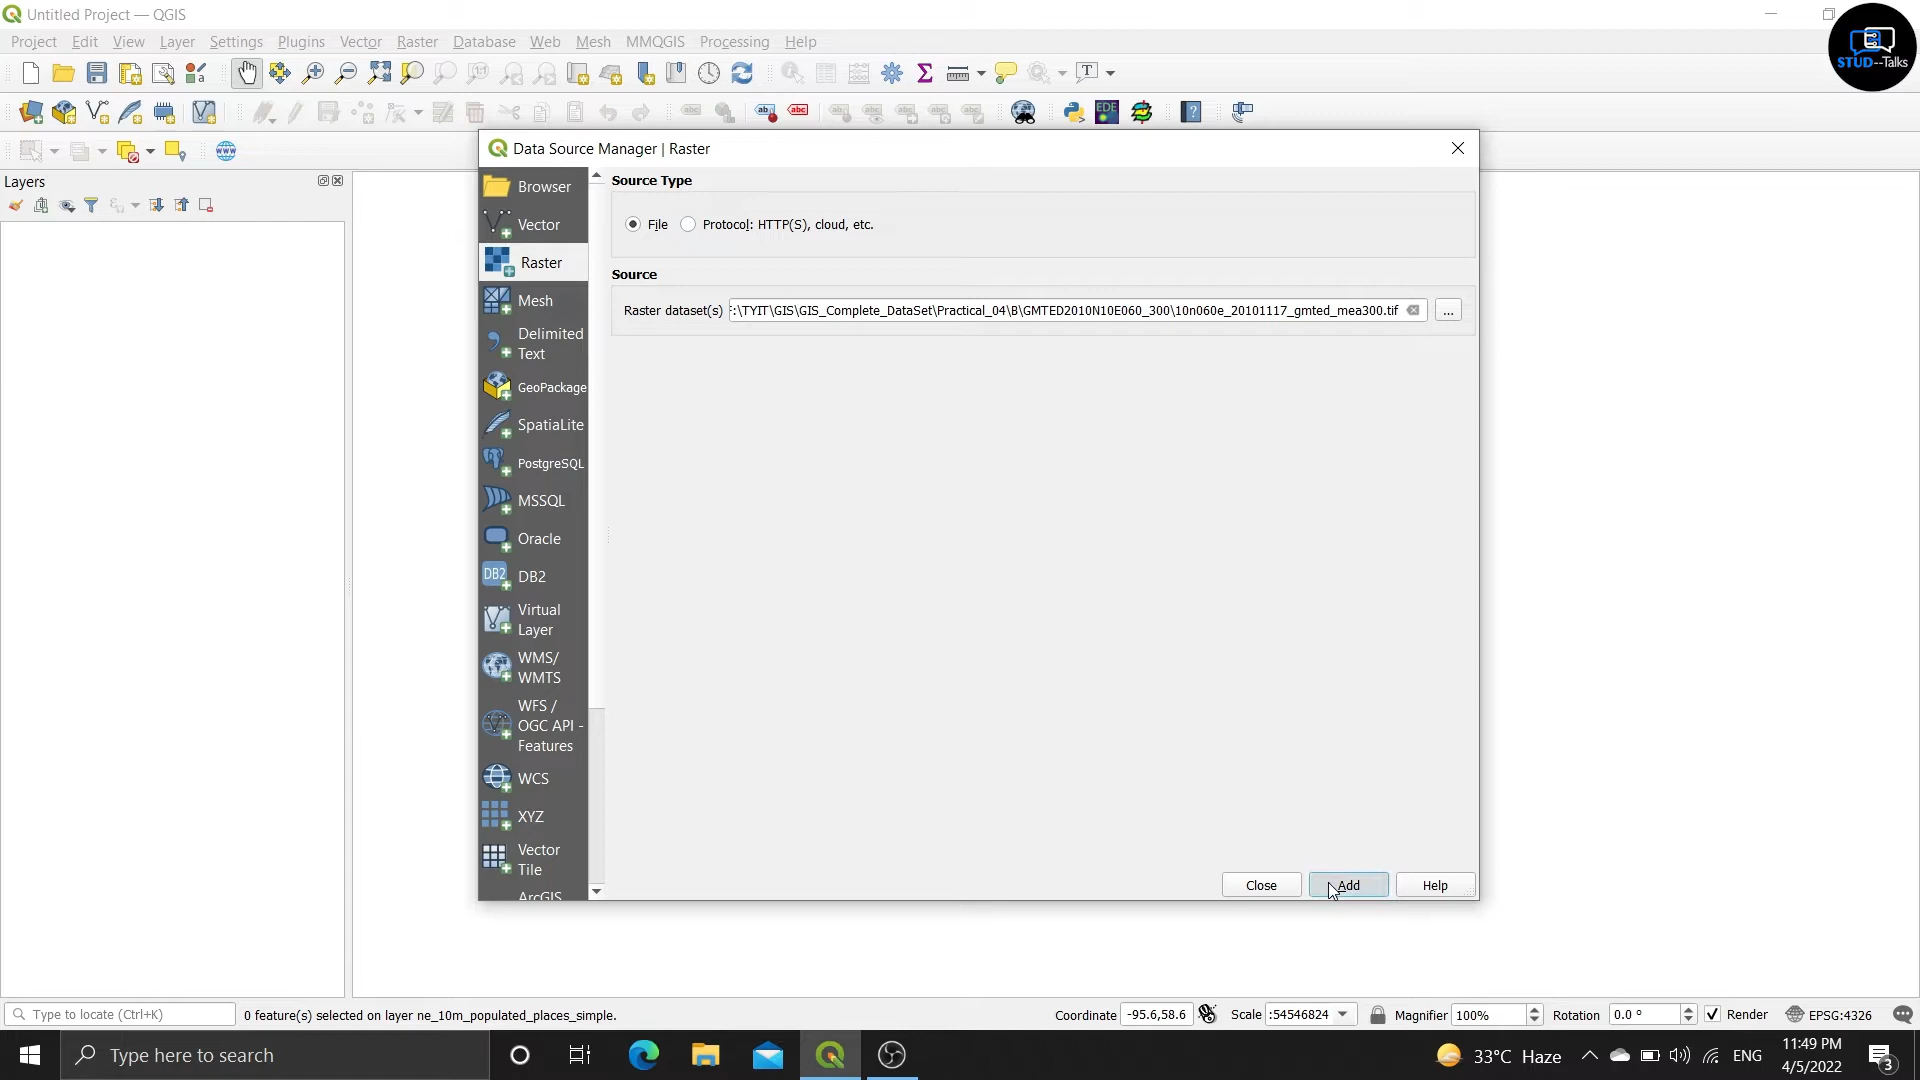 Untitled Project — QGIS
Project Edit View Layer Settings Plugins Vector Raster Database Web Mesh MMQGIS Processing Help
STUD--Talks
Data Source Manager | Raster
Layers
Browser
Vector
Raster
Mesh
Delimited
Text
GeoPackage
SpatiaLite
PostgreSQL
MSSQL
Oracle
DB2 DB2
Virtual
Layer
WMS/
WMTS
WFS /
OGC API -
Features
WCS
XYZ
Vector
Tile
ArcGIS
Source Type
File Protocol: HTTP(S), cloud, etc.
Source
Raster dataset(s) F:\TYIT\GIS\GIS_Complete_DataSet\Practical_04\B\GMTED2010N10E060_300\10n060e_20101117_gmted_mea300.tif ...
Close Add Help
Type to locate (Ctrl+K) 0 feature(s) selected on layer ne_10m_populated_places_simple. Coordinate -95.6,58.6 Scale :54546824 Magnifier 100% Rotation 0.0 ° Render EPSG:4326
Type here to search 33°C Haze ENG 11:49 PM
4/5/2022 3